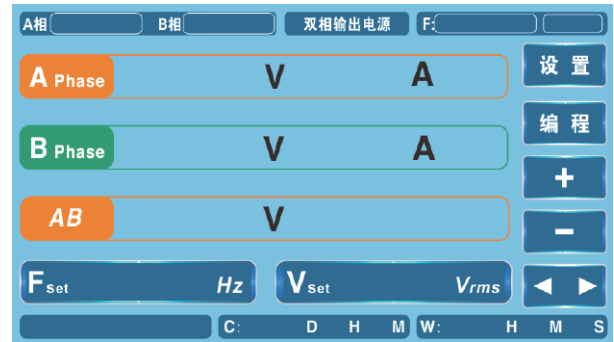 A相 B相 双相输出电源 F:
A Phase V A 设置
B Phase V A 编程
+
AB V −
Fset Hz Vset Vrms ◀ ▶
C: D H M W: H M S